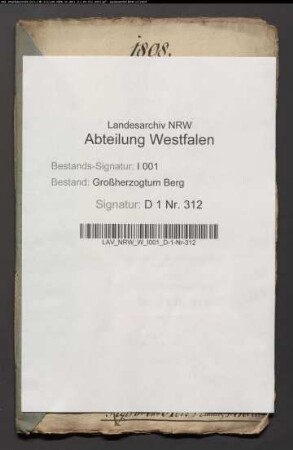 1808.
Landesarchiv NRW
Abteilung Westfalen
Bestands-Signatur: I 001
Bestand: Großherzogtum Berg
Signatur: D 1 Nr. 312
LAV_NRW_W_I001_D-1-Nr-312